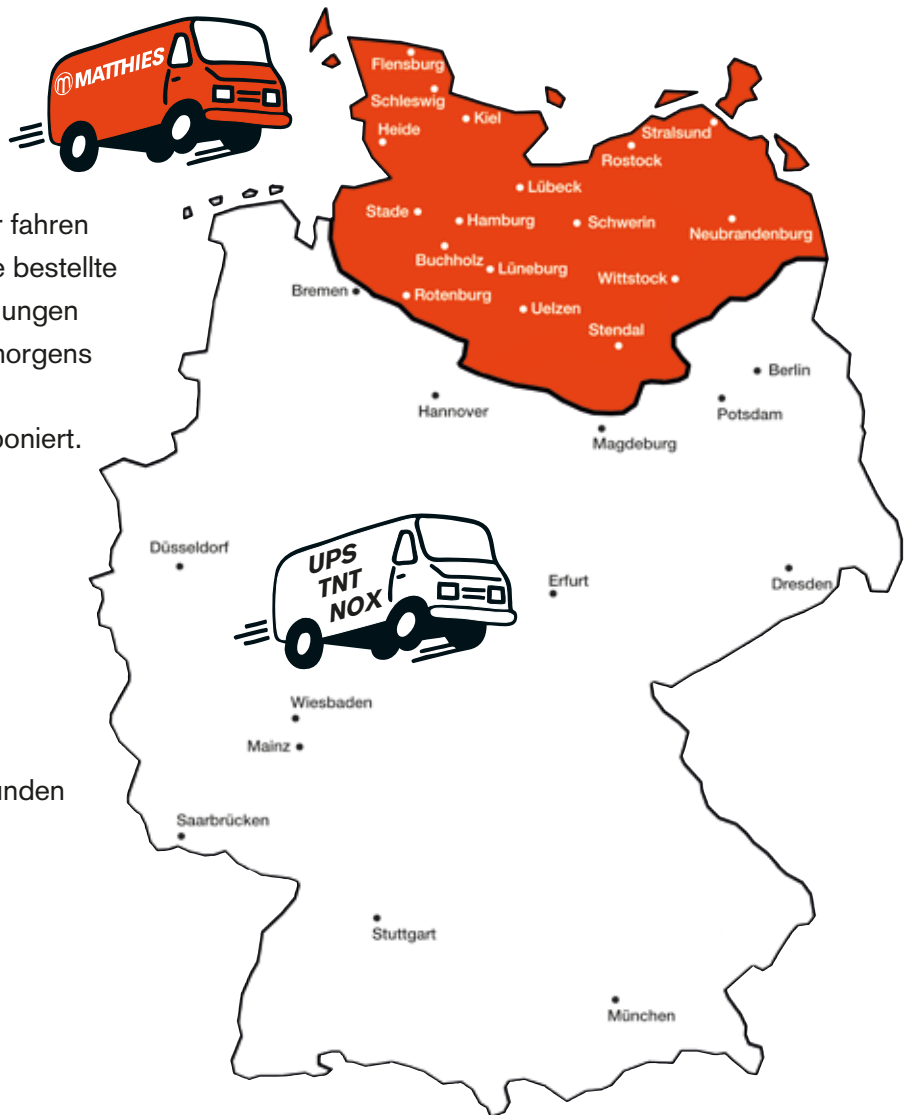 MATTHIES
Flensburg
Schleswig
Kiel
Heide
Stralsund
Rostock
Lübeck
Stade
Hamburg
Schwerin
Neubrandenburg
fahren
bestellte
Buchholz
Lüneburg
Wittstock
Bremen
Rotenburg
Uelzen
ungen
Stendal
morgens
Berlin
Hannover
Potsdam
Magdeburg
poniert.
Düsseldorf
UPS
TNT
NOX
Erfurt
Dresden
Wiesbaden
Mainz
unden
Saarbrücken
Stuttgart
München